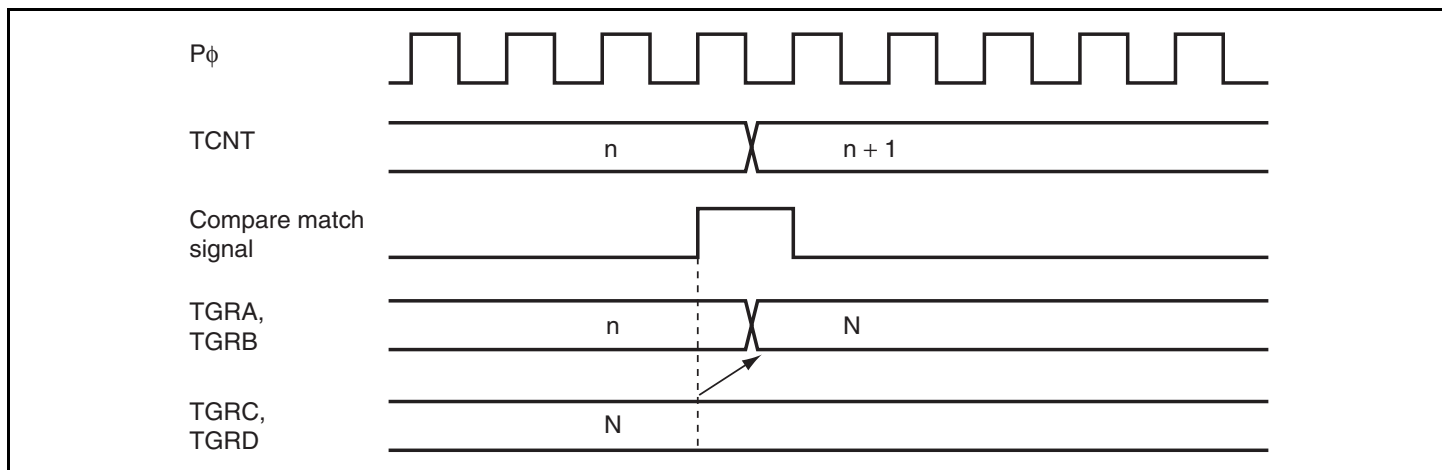 Pϕ
TCNT
n
n + 1
Compare match
signal
TGRA,
TGRB
n
N
TGRC,
TGRD
N